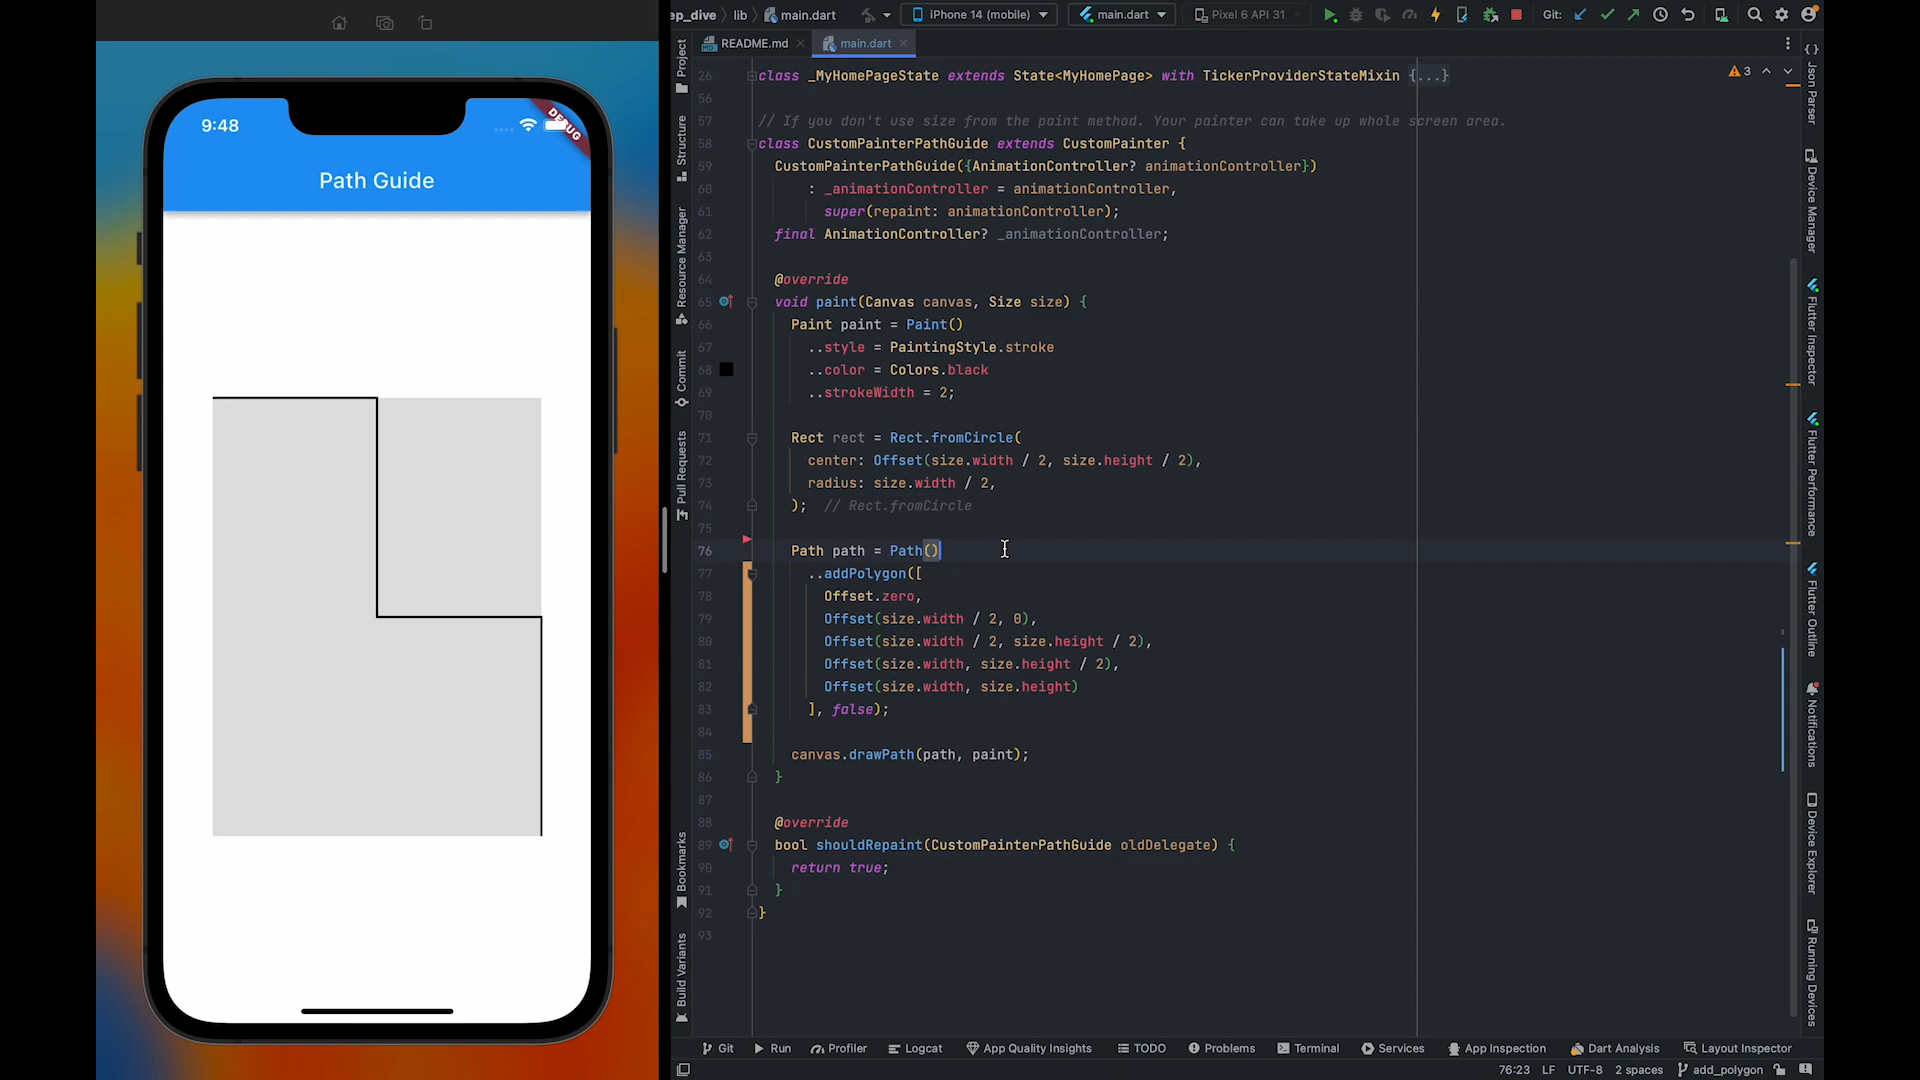 9:48
DEBUG
Path Guide
ep_dive
lib
main.dart
iPhone 14 (mobile)
main.dart
Pixel 6 API 31
Git:
README.md
main.dart
Project
Structure
Resource Manager
Commit
Pull Requests
Bookmarks
Build Variants
3
26 class _MyHomePageState extends State<MyHomePage> with TickerProviderStateMixin {...}
56
57 // If you don't use size from the paint method. Your painter can take up whole screen area.
58 class CustomPainterPathGuide extends CustomPainter {
59 CustomPainterPathGuide({AnimationController? animationController})
60 : _animationController = animationController,
61 super(repaint: animationController);
62 final AnimationController? _animationController;
63
64 @override
65 void paint(Canvas canvas, Size size) {
66 Paint paint = Paint()
67 ..style = PaintingStyle.stroke
68 ..color = Colors.black
69 ..strokeWidth = 2;
70
71 Rect rect = Rect.fromCircle(
72 center: Offset(size.width / 2, size.height / 2),
73 radius: size.width / 2,
74 ); // Rect.fromCircle
75
76 Path path = Path()
77 ..addPolygon([
78 Offset.zero,
79 Offset(size.width / 2, 0),
80 Offset(size.width / 2, size.height / 2),
81 Offset(size.width, size.height / 2),
82 Offset(size.width, size.height)
83 ], false);
84
85 canvas.drawPath(path, paint);
86 }
87
88 @override
89 bool shouldRepaint(CustomPainterPathGuide oldDelegate) {
90 return true;
91 }
92 }
93
Json Parser
Device Manager
Flutter Inspector
Flutter Performance
Flutter Outline
Notifications
Device Explorer
Running Devices
Git
Run
Profiler
Logcat
App Quality Insights
TODO
Problems
Terminal
Services
App Inspection
Dart Analysis
Layout Inspector
76:23
LF
UTF-8
2 spaces
add_polygon